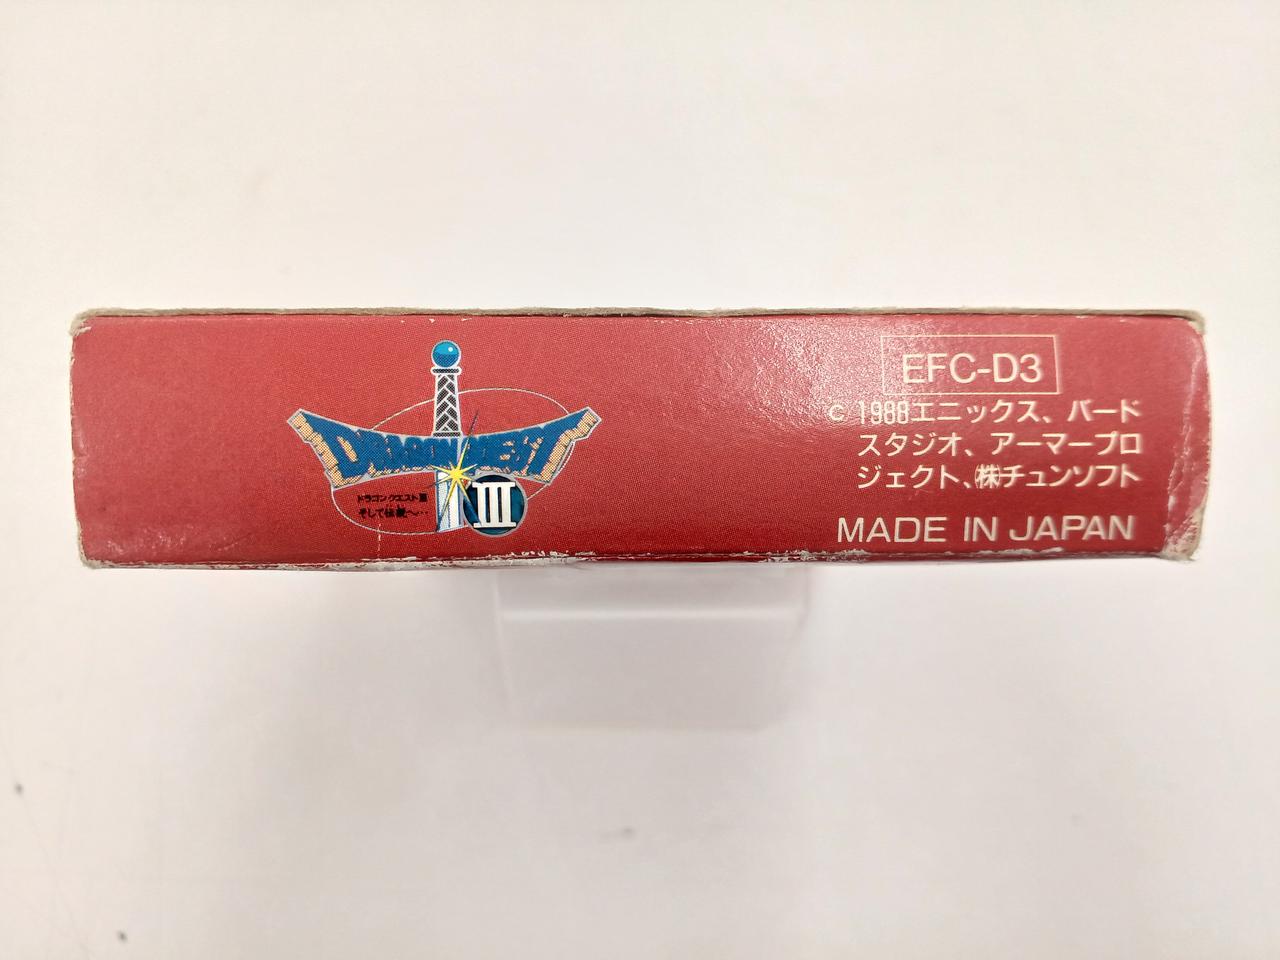 DRAGON QUEST
III
ドラゴンクエストIII
そして伝説へ…
EFC-D3
© 1988エニックス、バード
スタジオ、アーマープロ
ジェクト、㈱チュンソフト
MADE IN JAPAN